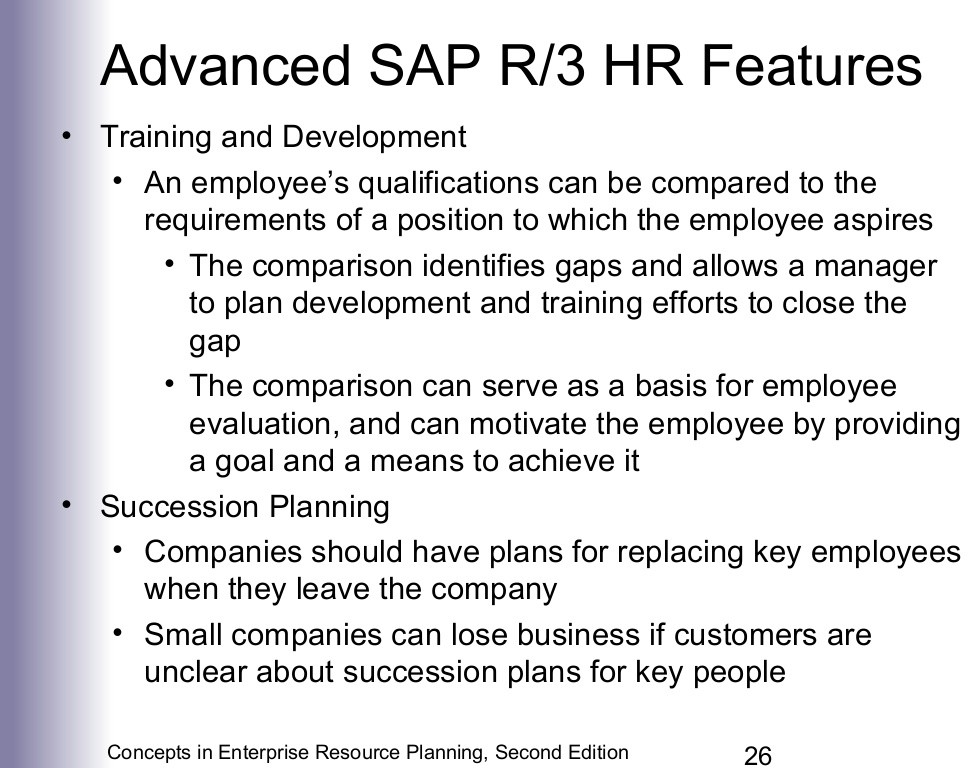 Advanced SAP R/3 HR Features
• Training and Development
• An employee’s qualifications can be compared to the
requirements of a position to which the employee aspires
• The comparison identifies gaps and allows a manager
to plan development and training efforts to close the
gap
• The comparison can serve as a basis for employee
evaluation, and can motivate the employee by providing
a goal and a means to achieve it
• Succession Planning
• Companies should have plans for replacing key employees
when they leave the company
• Small companies can lose business if customers are
unclear about succession plans for key people
Concepts in Enterprise Resource Planning, Second Edition
26